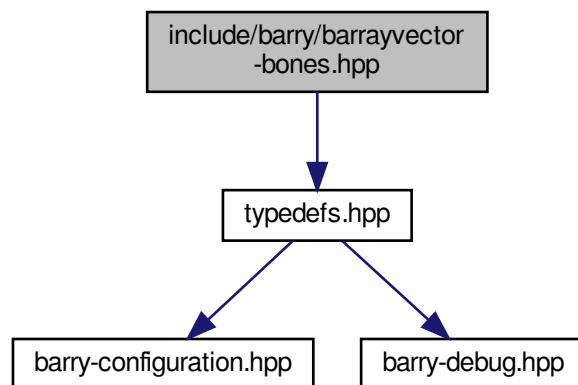 include/barry/barrayvector
-bones.hpp
typedefs.hpp
barry-configuration.hpp
barry-debug.hpp